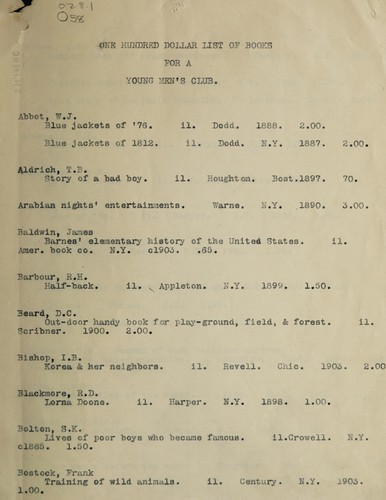 028.1
O58
ONE HUNDRED DOLLAR LIST OF BOOKS
FOR A
YOUNG MEN'S CLUB.
Abbot, W.J.
Blue jackets of '76. il. Dodd. 1888. 2.00.
Blue jackets of 1812. il. Dodd. N.Y. 1887. 2.00.
Aldrich, T.B.
Story of a bad boy. il. Houghton. Bost.1897. 70.
Arabian nights' entertainments. Warne. N.Y. 1890. 3.00.
Baldwin, James
Barnes' elementary history of the United States. il.
Amer. book co. N.Y. c1903. .65.
Barbour, R.H.
Half-back. il. Appleton. N.Y. 1899. 1.50.
Beard, D.C.
Out-door handy book for play-ground, field, & forest. il.
Scribner. 1900. 2.00.
Bishop, I.B.
Korea & her neighbors. il. Revell. Chic. 1903. 2.00
Blackmore, R.D.
Lorna Doone. il. Harper. N.Y. 1898. 1.00.
Bolton, S.K.
Lives of poor boys who became famous. il.Crowell. N.Y.
c1885. 1.50.
Bostock, Frank
Training of wild animals. il. Century. N.Y. 1903.
1.00.